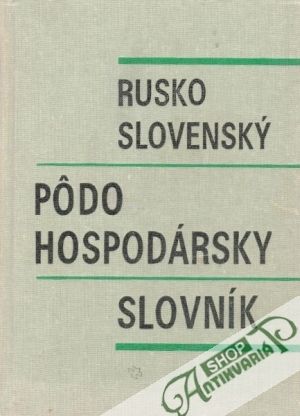 RUSKO
SLOVENSKÝ
PÔDO
HOSPODÁRSKY
SLOVNÍK
SHOP
ANTIKVARIAT